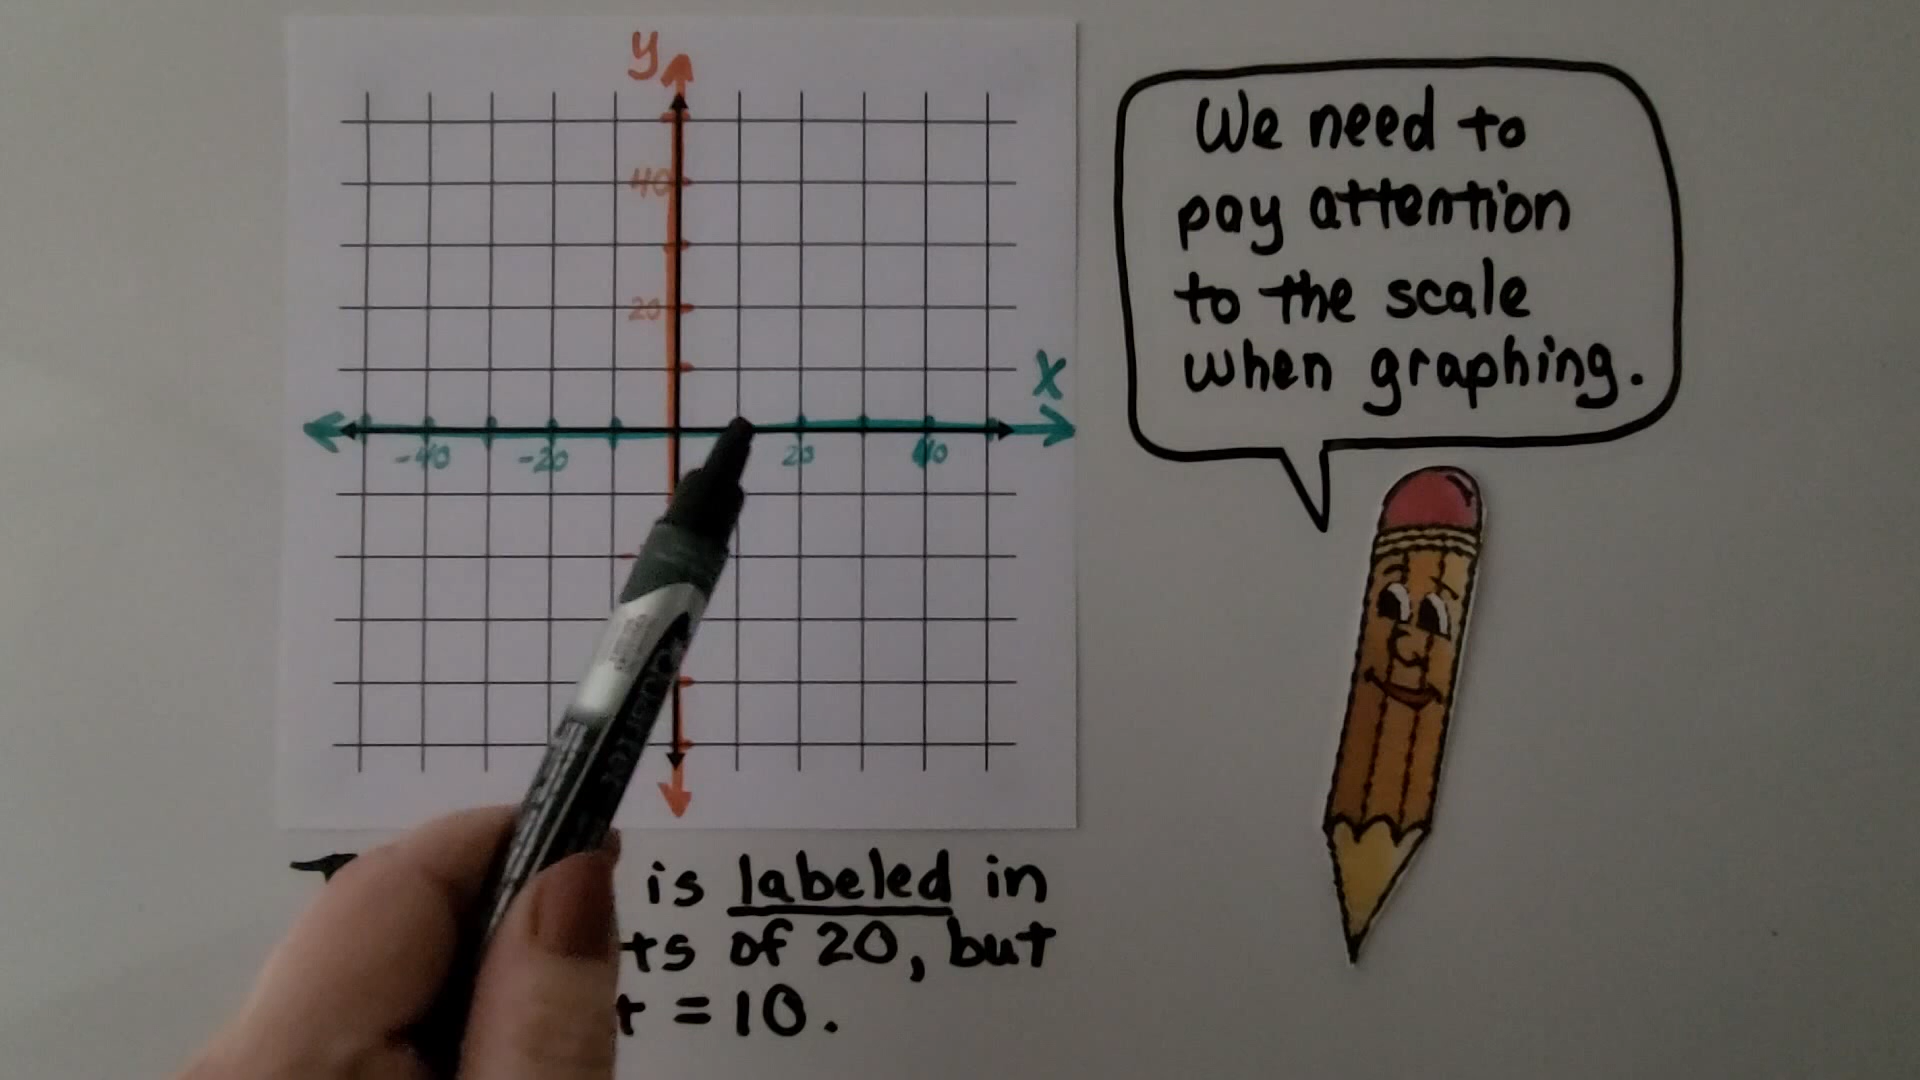 y
40
20
x
-40 -20 20 40
We need to
pay attention
to the scale
when graphing.
is labeled in
of 20, but
= 10.